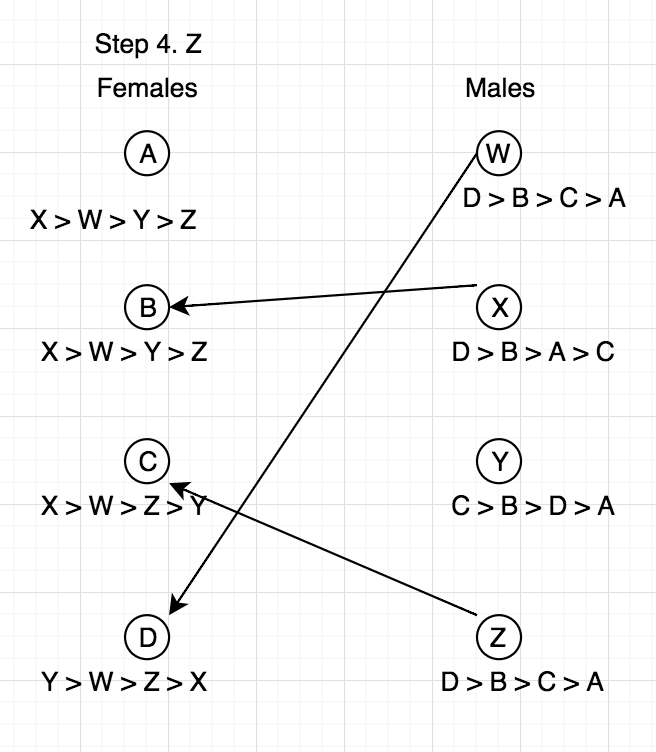 Step 4. Z
Females
Males
A
W
X > W > Y > Z
D > B > C > A
B
X
X > W > Y > Z
D > B > A > C
C
Y
X > W > Z > Y
C > B > D > A
D
Z
Y > W > Z > X
D > B > C > A